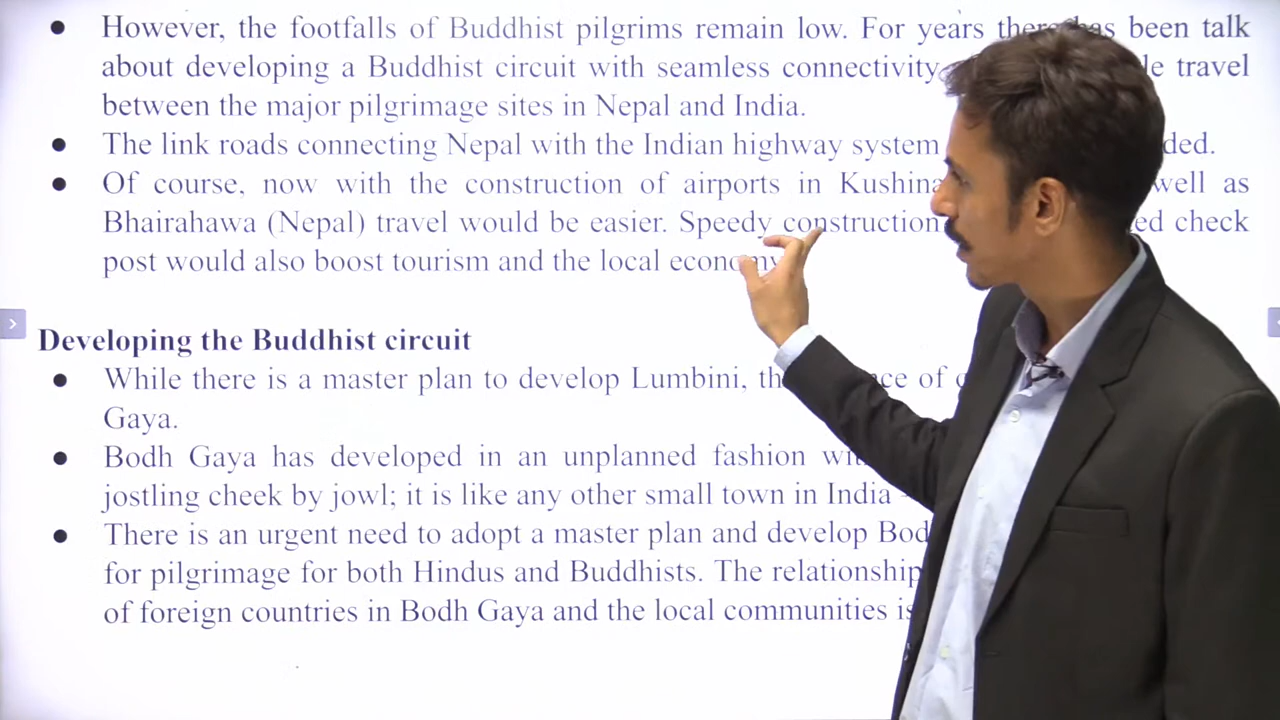 ● However, the footfalls of Buddhist pilgrims remain low. For years there has been talk
about developing a Buddhist circuit with seamless connectivity travel
between the major pilgrimage sites in Nepal and India.
● The link roads connecting Nepal with the Indian highway system
● Of course, now with the construction of airports in well as
Bhairahawa (Nepal) travel would be easier. Speedy construction check
post would also boost tourism and the local economy
Developing the Buddhist circuit
● While there is a master plan to develop Lumbini, of
Gaya.
● Bodh Gaya has developed in an unplanned fashion
jostling cheek by jowl; it is like any other small town in India
● There is an urgent need to adopt a master plan and develop
for pilgrimage for both Hindus and Buddhists. The relationship
of foreign countries in Bodh Gaya and the local communities